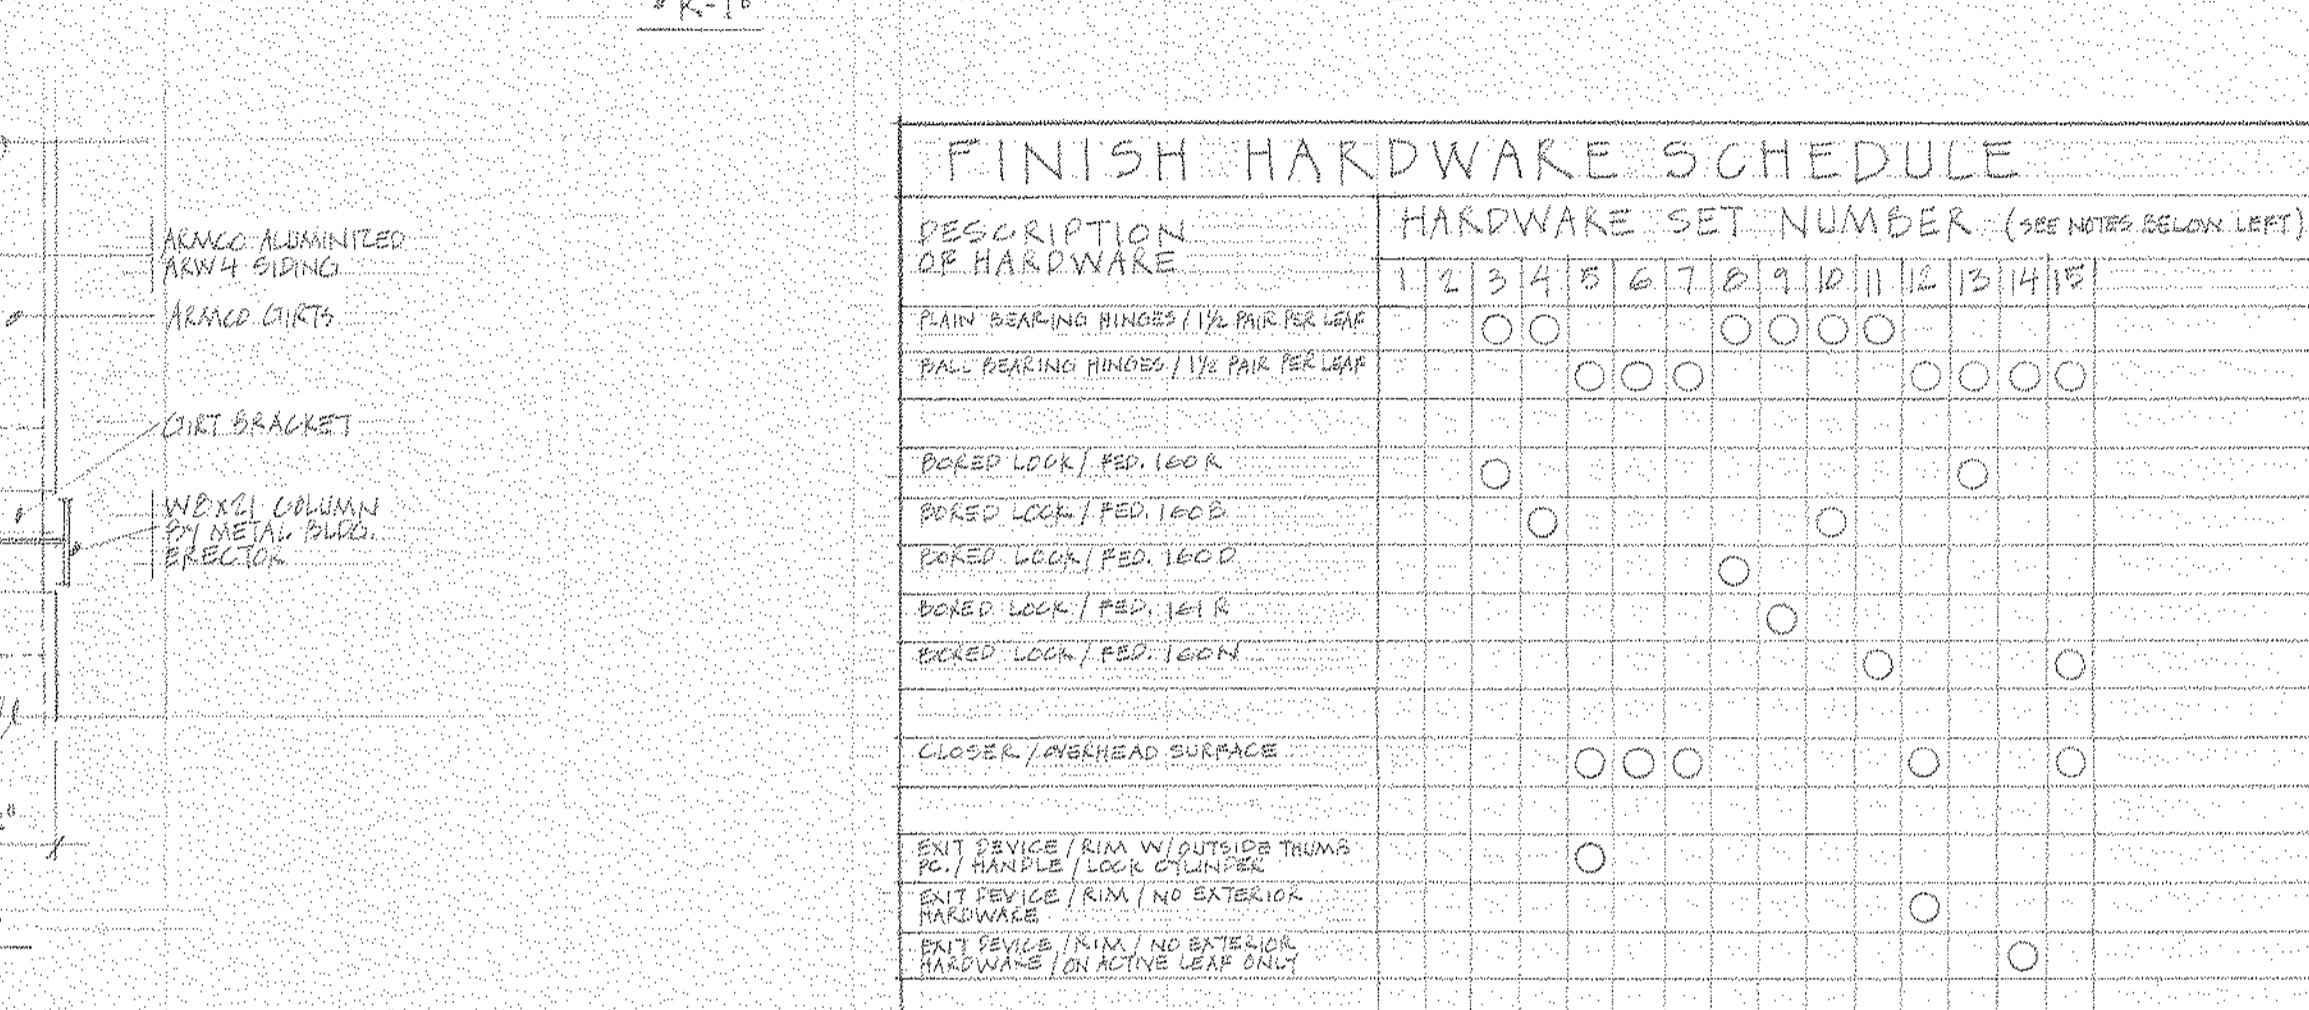 ARMCO ALUMINIZED
ARW4 SIDING
ARMCO GIRTS
GIRT BRACKET
W8X21 COLUMN
BY METAL BLDG.
ERECTOR
FINISH HARDWARE SCHEDULE
DESCRIPTION
OF HARDWARE
HARDWARE SET NUMBER (SEE NOTES BELOW LEFT)
1 2 3 4 5 6 7 8 9 10 11 12 13 14 15
PLAIN BEARING HINGES / 1½ PAIR PER LEAF
BALL BEARING HINGES / 1½ PAIR PER LEAF
BORED LOCK / FED. 160 R
BORED LOCK / FED. 160 B
BORED LOCK / FED. 160 D
BORED LOCK / FED. 161 R
BORED LOCK / FED. 160 N
CLOSER / OVERHEAD SURFACE
EXIT DEVICE / RIM W/ OUTSIDE THUMB
PC. / HANDLE / LOCK CYLINDER
EXIT DEVICE / RIM / NO EXTERIOR
HARDWARE
EXIT DEVICE / RIM / NO EXTERIOR
HARDWARE / ON ACTIVE LEAF ONLY